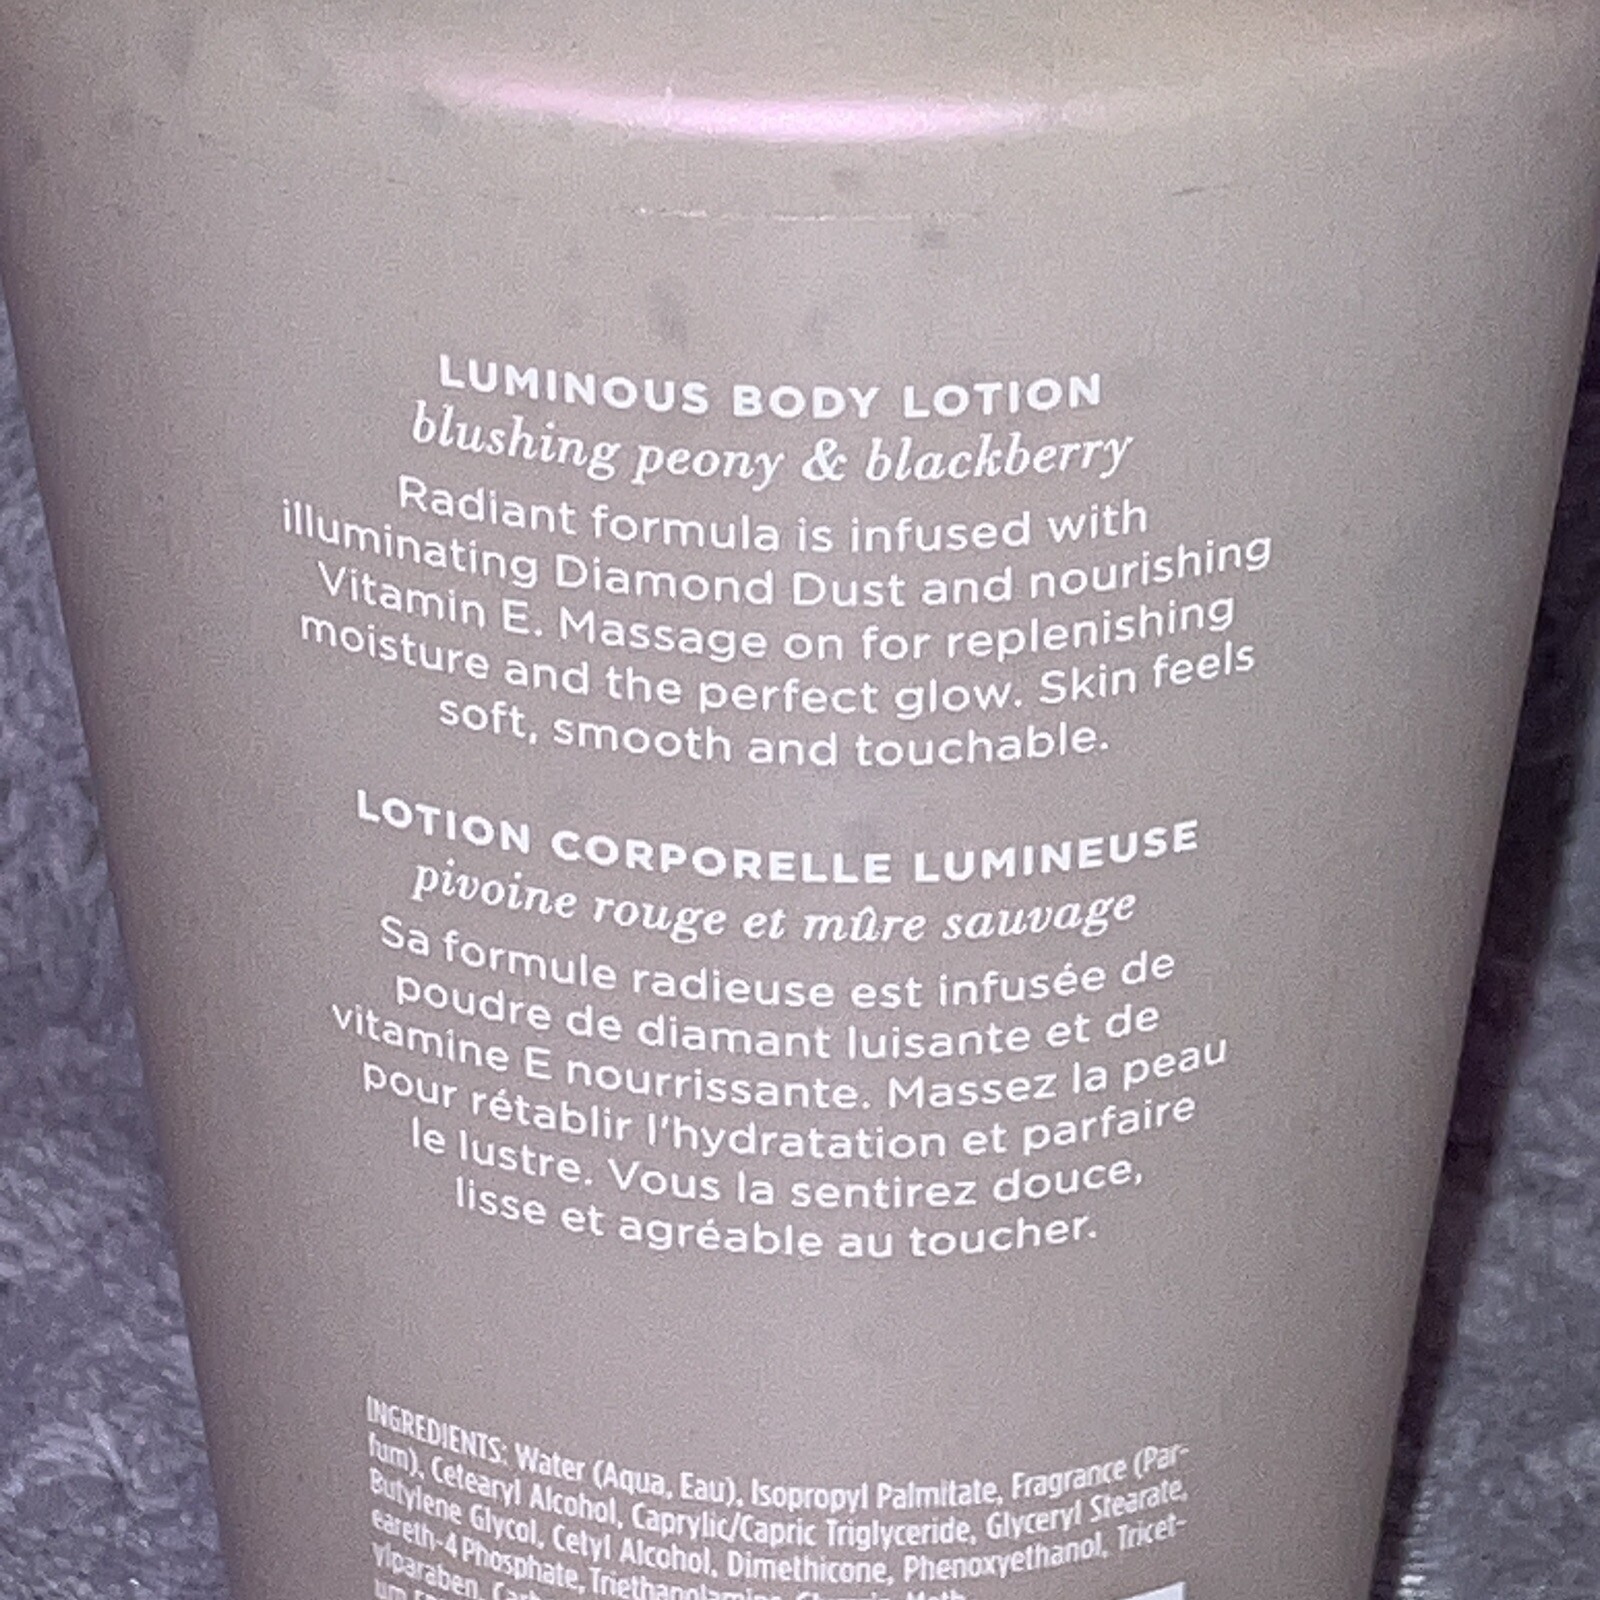 LUMINOUS BODY LOTION
blushing peony & blackberry
Radiant formula is infused with
illuminating Diamond Dust and nourishing
Vitamin E. Massage on for replenishing
moisture and the perfect glow. Skin feels
soft, smooth and touchable.
LOTION CORPORELLE LUMINEUSE
pivoine rouge et mûre sauvage
Sa formule radieuse est infusée de
poudre de diamant luisante et de
vitamine E nourrissante. Massez la peau
pour rétablir l'hydratation et parfaire
le lustre. Vous la sentirez douce,
lisse et agréable au toucher.
INGREDIENTS: Water (Aqua, Eau), Isopropyl Palmitate, Fragrance (Par-
fum), Cetearyl Alcohol, Caprylic/Capric Triglyceride, Glyceryl Stearate,
Butylene Glycol, Cetyl Alcohol, Dimethicone, Phenoxyethanol, Tricet-
eareth-4 Phosphate, Triethanolamine,
ylparaben,